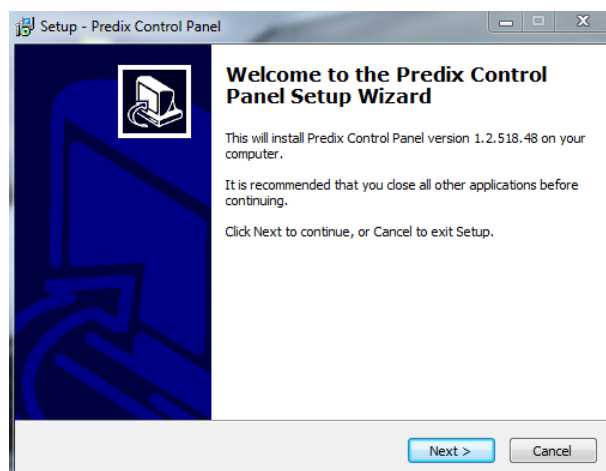 Setup - Predix Control Panel
Welcome to the Predix Control
Panel Setup Wizard
This will install Predix Control Panel version 1.2.518.48 on your
computer.
It is recommended that you close all other applications before
continuing.
Click Next to continue, or Cancel to exit Setup.
Next >
Cancel